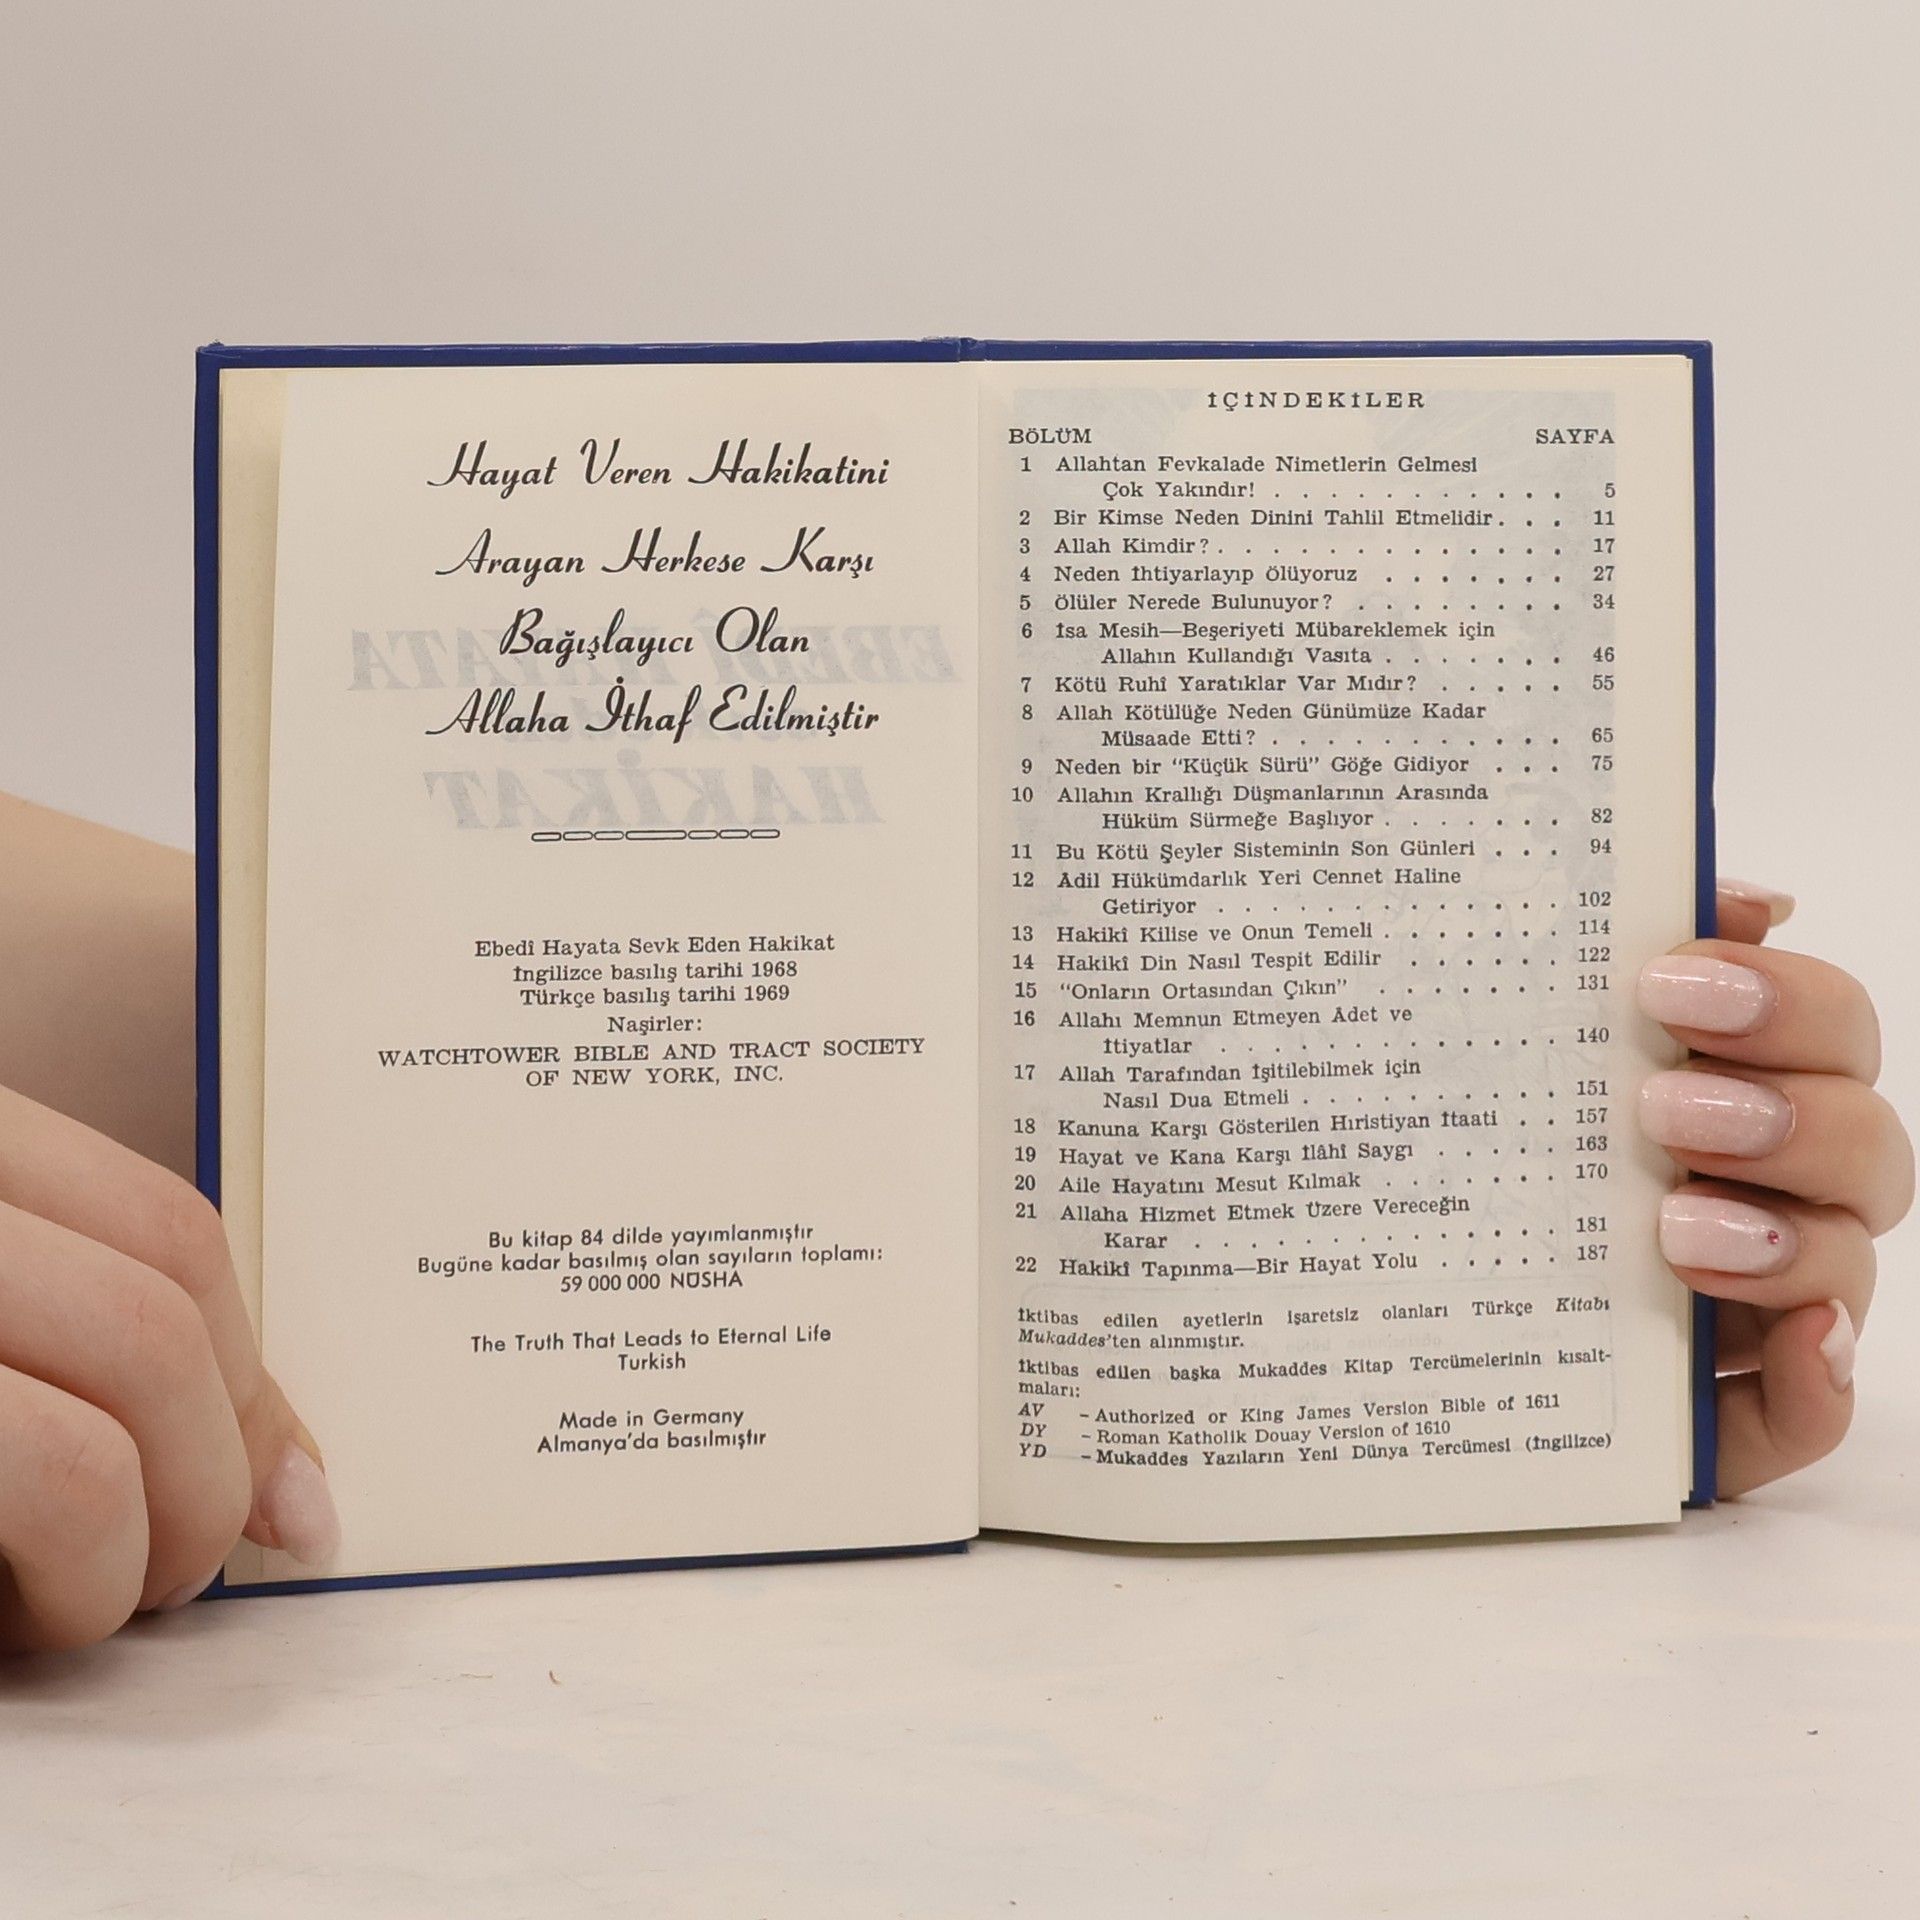 Hayat Veren Hakikatini
Arayan Herkese Karşı
Bağışlayıcı Olan
Allaha İthaf Edilmiştir
EBEDÎ HAYATA
HAKİKAT
Ebedî Hayata Sevk Eden Hakikat
İngilizce basılış tarihi 1968
Türkçe basılış tarihi 1969
Naşirler:
WATCHTOWER BIBLE AND TRACT SOCIETY
OF NEW YORK, INC.
Bu kitap 84 dilde yayımlanmıştır
Bugüne kadar basılmış olan sayıların toplamı:
59 000 000 NÜSHA
The Truth That Leads to Eternal Life
Turkish
Made in Germany
Almanya'da basılmıştır
İÇİNDEKİLER
BÖLÜM SAYFA
1 Allahtan Fevkalade Nimetlerin Gelmesi
Çok Yakındır! . . . . . . . . . . . 5
2 Bir Kimse Neden Dinini Tahlil Etmelidir . . . 11
3 Allah Kimdir? . . . . . . . . . . . . . 17
4 Neden İhtiyarlayıp Ölüyoruz . . . . . . . 27
5 Ölüler Nerede Bulunuyor? . . . . . . . . 34
6 İsa Mesih—Beşeriyeti Mübareklemek için
Allahın Kullandığı Vasıta . . . . . . . 46
7 Kötü Ruhî Yaratıklar Var Mıdır? . . . . . 55
8 Allah Kötülüğe Neden Günümüze Kadar
Müsaade Etti? . . . . . . . . . . . 65
9 Neden bir "Küçük Sürü" Göğe Gidiyor . . . 75
10 Allahın Krallığı Düşmanlarının Arasında
Hüküm Sürmeğe Başlıyor . . . . . . . 82
11 Bu Kötü Şeyler Sisteminin Son Günleri . . . 94
12 Adil Hükümdarlık Yeri Cennet Haline
Getiriyor . . . . . . . . . . . . . 102
13 Hakikî Kilise ve Onun Temeli . . . . . . . 114
14 Hakikî Din Nasıl Tespit Edilir . . . . . . 122
15 "Onların Ortasından Çıkın" . . . . . . . 131
16 Allahı Memnun Etmeyen Adet ve
İtiyatlar . . . . . . . . . . . . . 140
17 Allah Tarafından İşitilebilmek için
Nasıl Dua Etmeli . . . . . . . . . . 151
18 Kanuna Karşı Gösterilen Hıristiyan İtaati . . 157
19 Hayat ve Kana Karşı İlâhî Saygı . . . . . 163
20 Aile Hayatını Mesut Kılmak . . . . . . . 170
21 Allaha Hizmet Etmek Üzere Vereceğin
Karar . . . . . . . . . . . . . . 181
22 Hakikî Tapınma—Bir Hayat Yolu . . . . . 187
İktibas edilen ayetlerin işaretsiz olanları Türkçe Kitabı
Mukaddes'ten alınmıştır.
İktibas edilen başka Mukaddes Kitap Tercümelerinin kısalt-
maları:
AV – Authorized or King James Version Bible of 1611
DY – Roman Katholik Douay Version of 1610
YD – Mukaddes Yazıların Yeni Dünya Tercümesi (İngilizce)